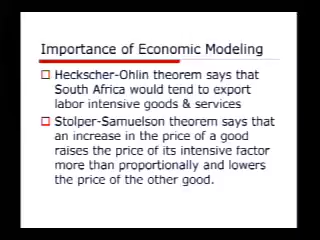 Importance of Economic Modeling
Heckscher-Ohlin theorem says that
South Africa would tend to export
labor intensive goods & services
Stolper-Samuelson theorem says that
an increase in the price of a good
raises the price of its intensive factor
more than proportionally and lowers
the price of the other good.